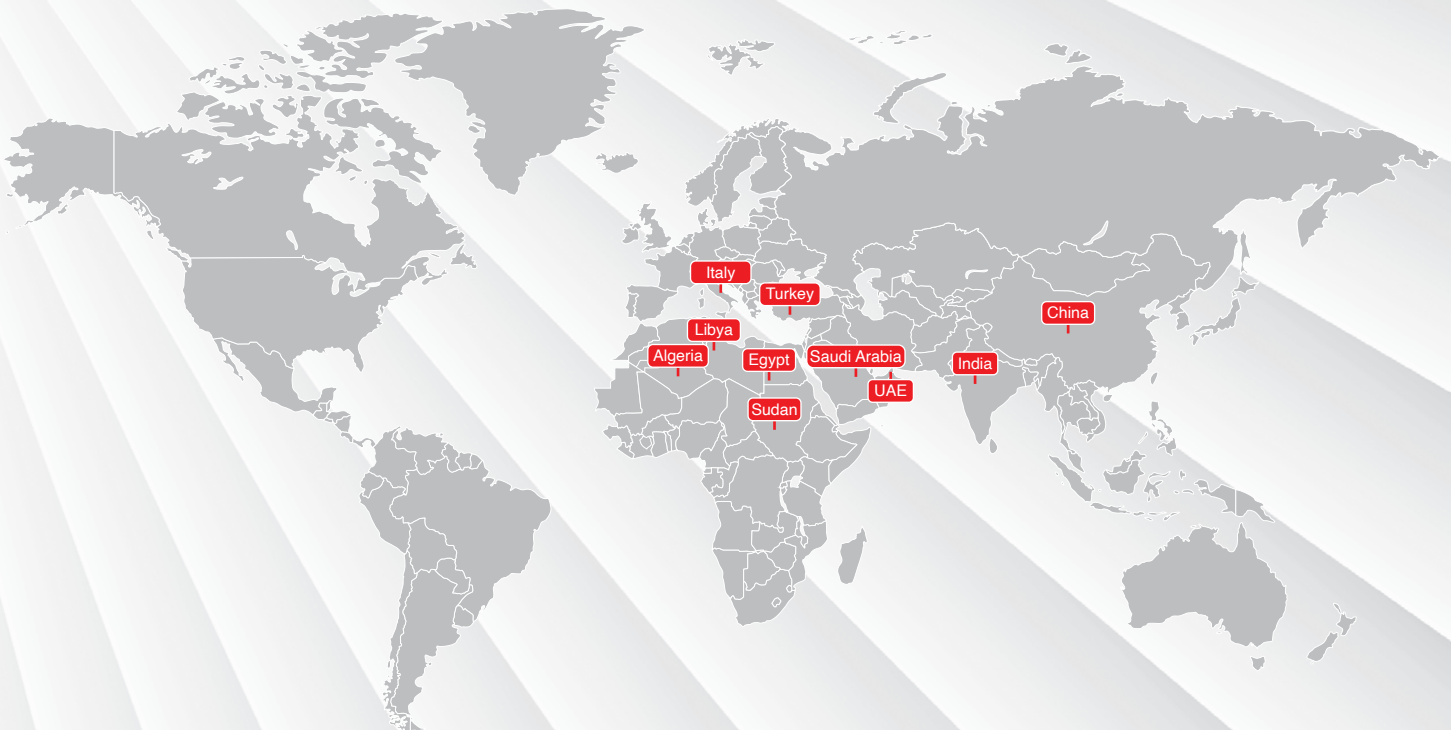 Italy
Turkey
China
Libya
Algeria
Egypt
Saudi Arabia
India
UAE
Sudan